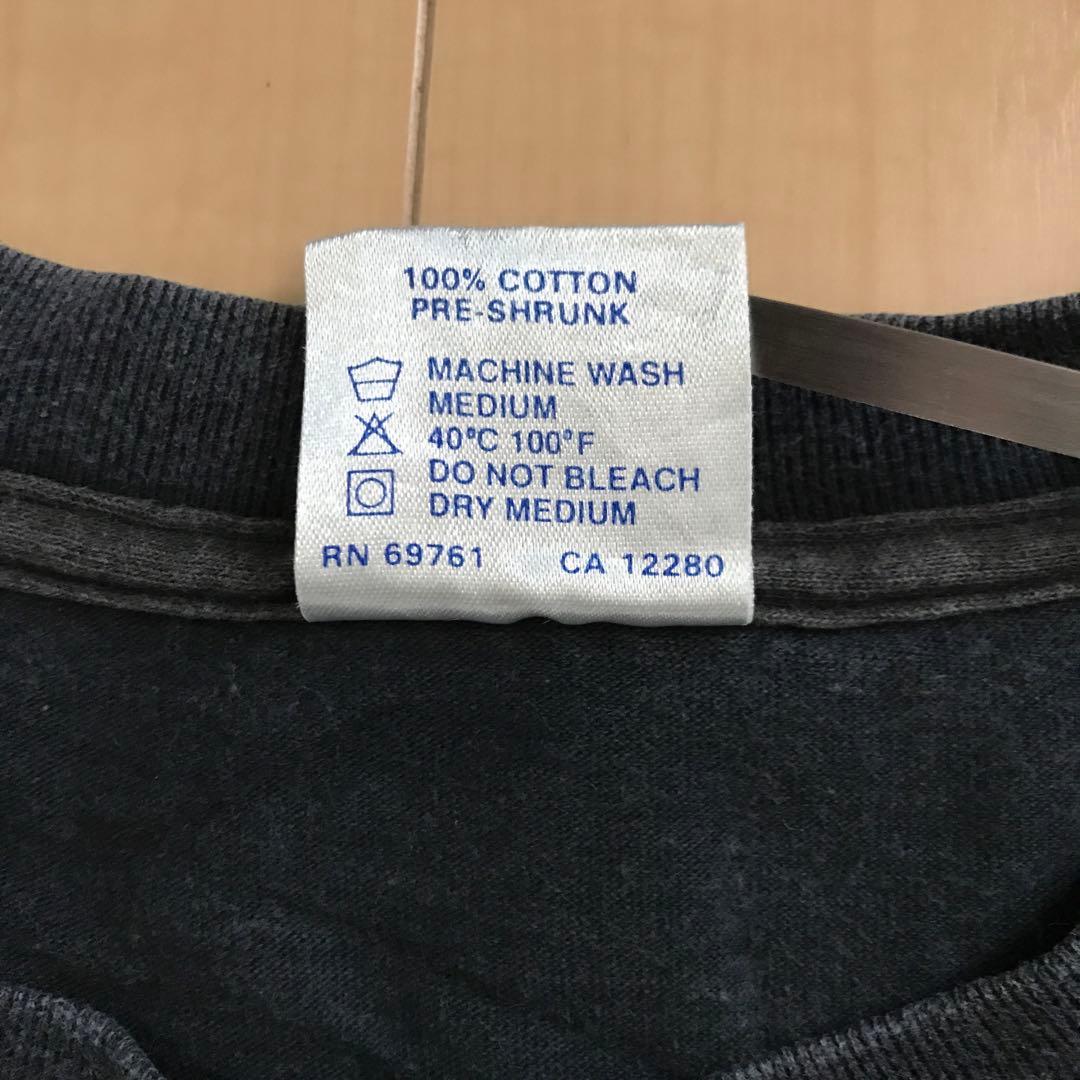 100% COTTON
PRE-SHRUNK
MACHINE WASH
MEDIUM
40°C 100°F
DO NOT BLEACH
DRY MEDIUM
RN 69761 CA 12280